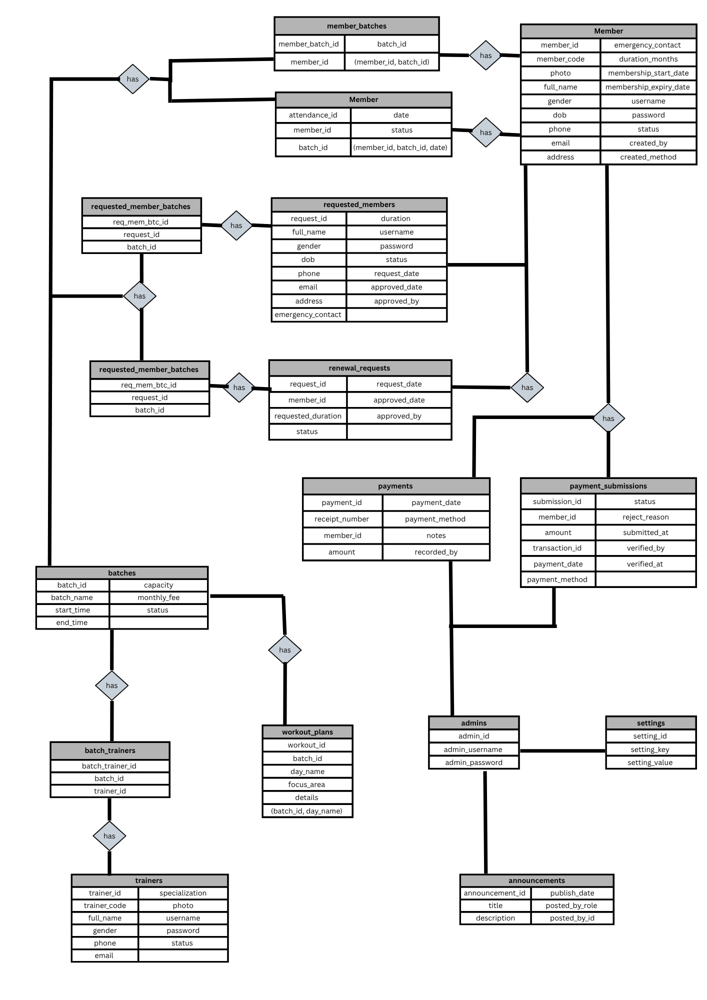 member_batches
member_batch_id batch_id
member_id (member_id, batch_id)
has
Member
member_id emergency_contact
member_code duration_months
photo membership_start_date
full_name membership_expiry_date
gender username
dob password
phone status
email created_by
address created_method
has
Member
attendance_id date
member_id status
batch_id (member_id, batch_id, date)
has
requested_member_batches
req_mem_btc_id
request_id
batch_id
has
requested_members
request_id duration
full_name username
gender password
dob status
phone request_date
email approved_date
address approved_by
emergency_contact
has
requested_member_batches
req_mem_btc_id
request_id
batch_id
has
renewal_requests
request_id request_date
member_id approved_date
requested_duration approved_by
status
has
has
payments
payment_id payment_date
receipt_number payment_method
member_id notes
amount recorded_by
payment_submissions
submission_id status
member_id reject_reason
amount submitted_at
transaction_id verified_by
payment_date verified_at
payment_method
batches
batch_id capacity
batch_name monthly_fee
start_time status
end_time
has
has
batch_trainers
batch_trainer_id
batch_id
trainer_id
workout_plans
workout_id
batch_id
day_name
focus_area
details
(batch_id, day_name)
admins
admin_id
admin_username
admin_password
settings
setting_id
setting_key
setting_value
has
trainers
trainer_id specialization
trainer_code photo
full_name username
gender password
phone status
email
announcements
announcement_id publish_date
title posted_by_role
description posted_by_id